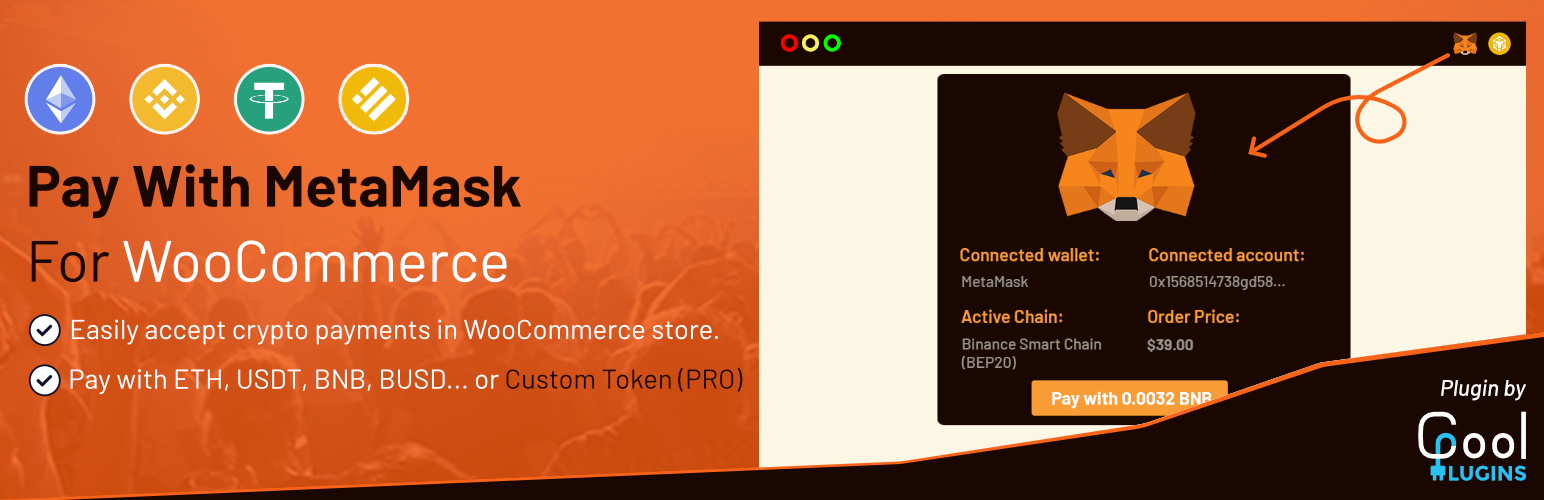 Pay With MetaMask
For WooCommerce
Easily accept crypto payments in WooCommerce store.
Pay with ETH, USDT, BNB, BUSD... or Custom Token (PRO)
Connected wallet:
MetaMask
Connected account:
0x1568514738gd58...
Active Chain:
Binance Smart Chain
(BEP20)
Order Price:
$39.00
Pay with 0.0032 BNB
Plugin by
Cool
PLUGINS